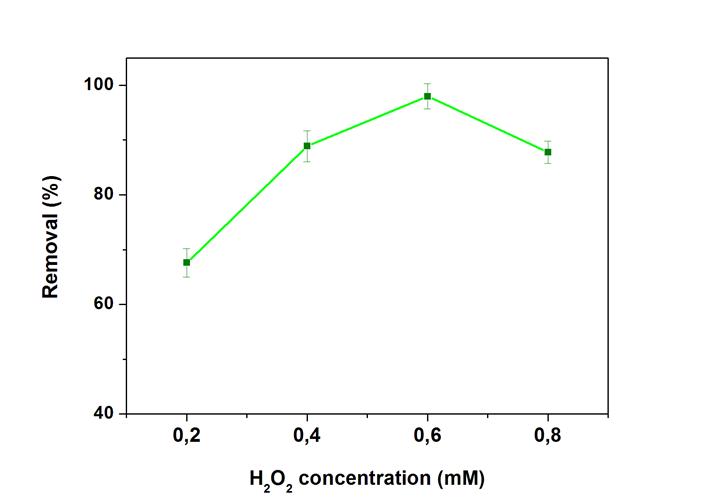 100
80
60
40
Removal (%)
0,2 0,4 0,6 0,8
H₂O₂ concentration (mM)